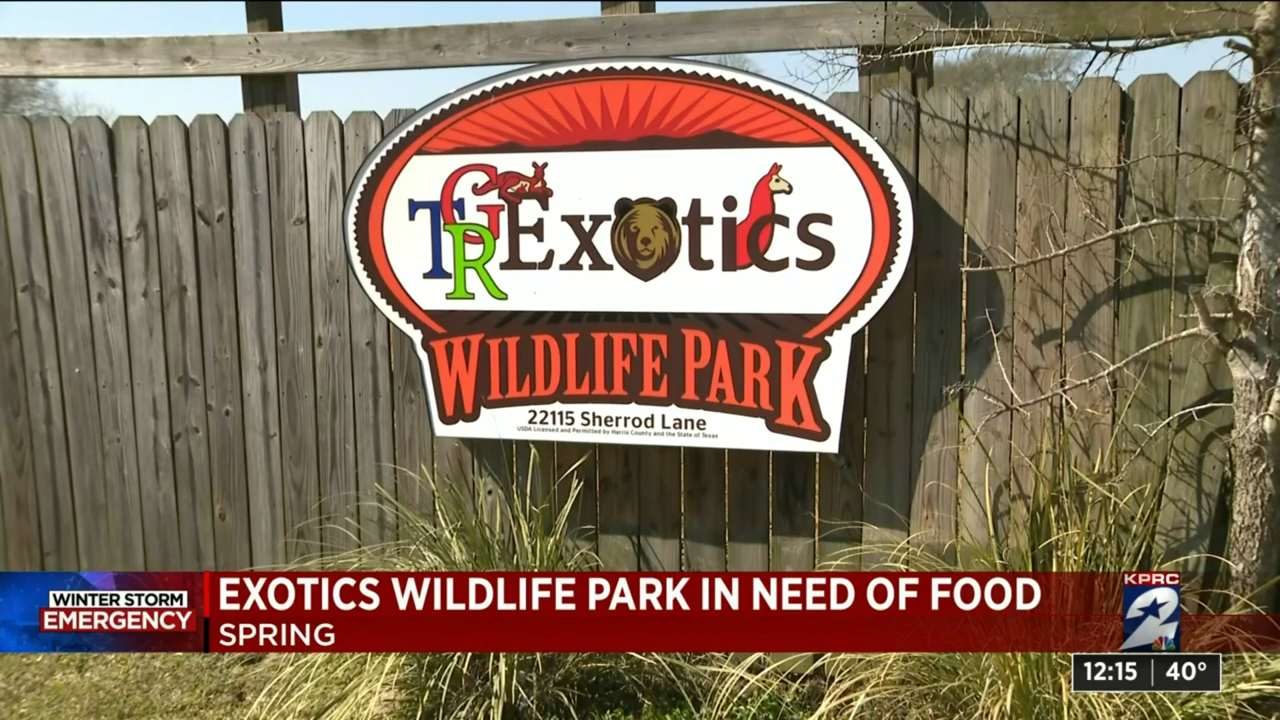 TGR Exotics
WILDLIFE PARK
22115 Sherrod Lane
USDA Licensed and Permitted by Harris County and the State of Texas
WINTER STORM
EMERGENCY
EXOTICS WILDLIFE PARK IN NEED OF FOOD
SPRING
KPRC
2
12:15 40°